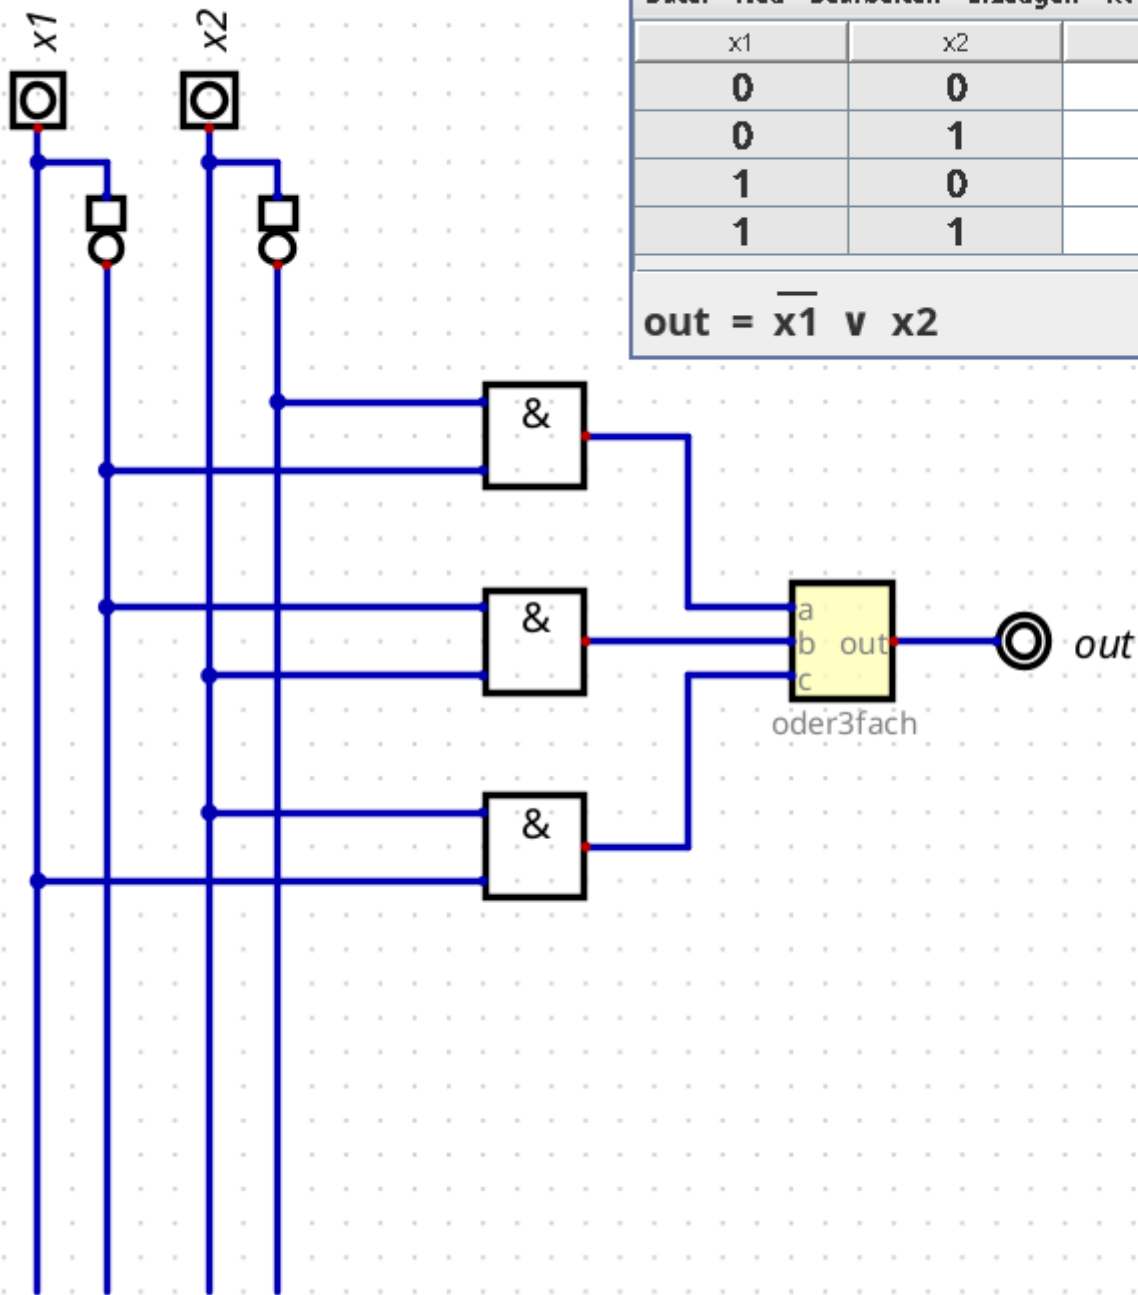 x1 x2
x1 x2
0 0
0 1
1 0
1 1
out = x1 ∨ x2
&
&
&
a
b out
c
oder3fach
out